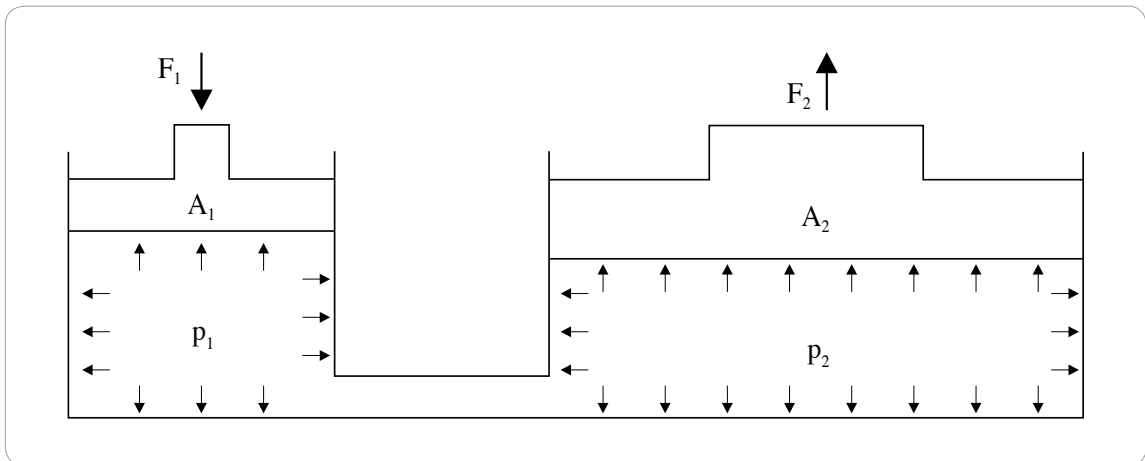 F₁
F₂
A₁
A₂
p₁
p₂